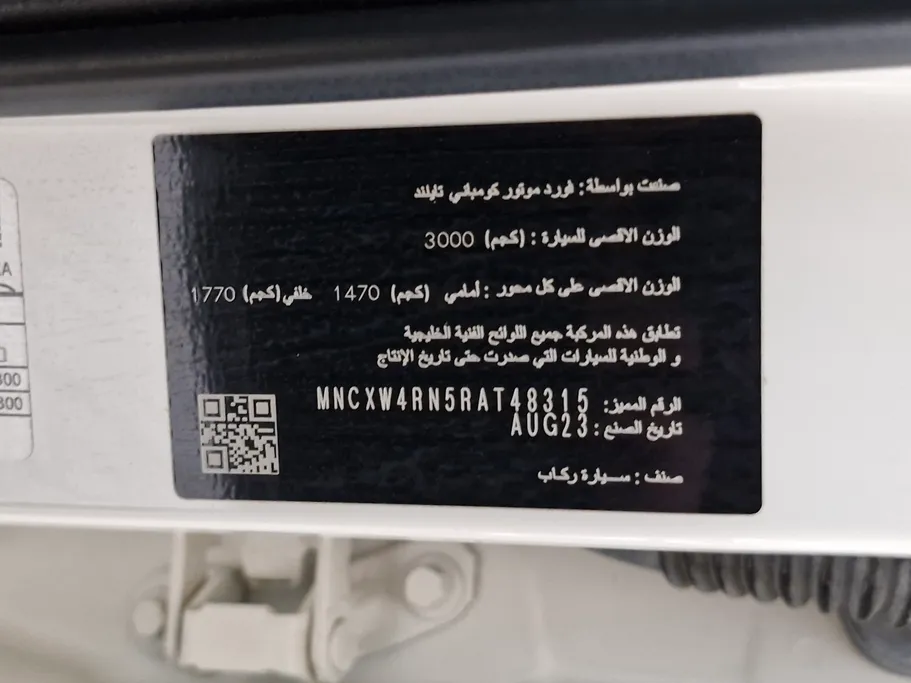 صنعت بواسطة : فورد موتور كومباني تايلند
الوزن الاقصى للسيارة : (كجم) 3000
الوزن الاقصى على كل محور : أمامي (كجم) 1470 خلفي (كجم) 1770
تطابق هذه المركبة جميع اللوائح الفنية الخليجية
و الوطنية للسيارات التي صدرت حتى تاريخ الإنتاج
الرقم المميز: MNCXW4RN5RAT48315
تاريخ الصنع : AUG23
صنف : سيارة ركاب